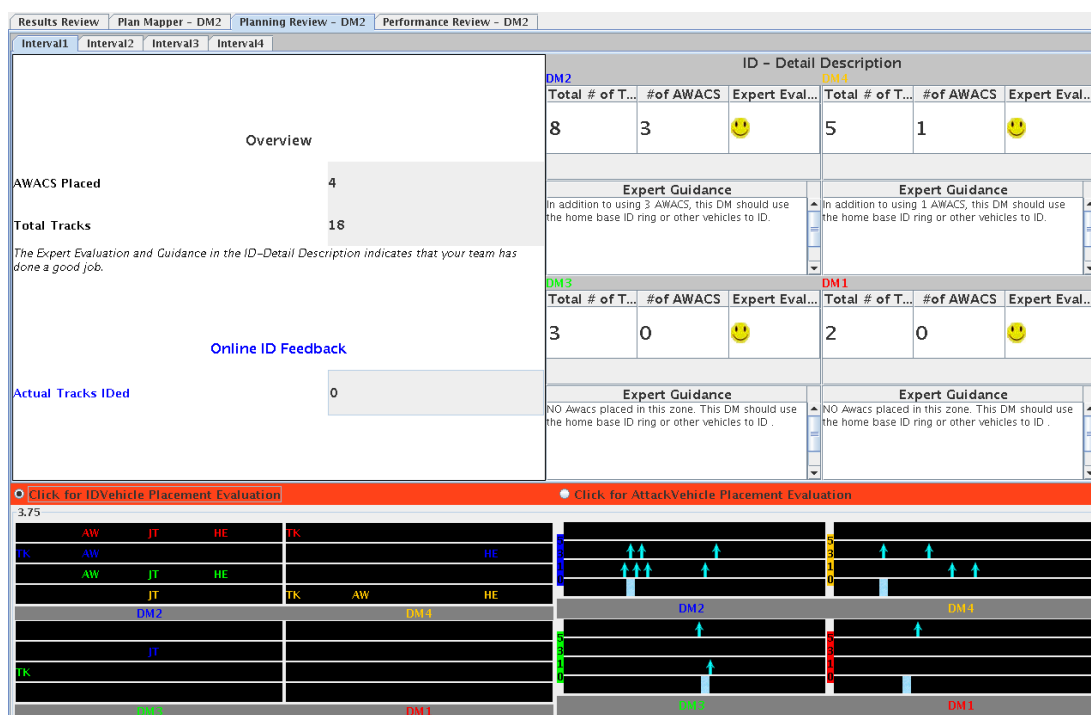 Results Review Plan Mapper - DM2 Planning Review - DM2 Performance Review - DM2
Interval1 Interval2 Interval3 Interval4
ID - Detail Description
DM2 DM4
Total # of T... #of AWACS Expert Eval... Total # of T... #of AWACS Expert Eval...
8 3 5 1
Overview
AWACS Placed 4
Total Tracks 18
The Expert Evaluation and Guidance in the ID-Detail Description indicates that your team has
done a good job.
Expert Guidance Expert Guidance
In addition to using 3 AWACS, this DM should use In addition to using 1 AWACS, this DM should use
the home base ID ring or other vehicles to ID. the home base ID ring or other vehicles to ID.
DM3 DM1
Total # of T... #of AWACS Expert Eval... Total # of T... #of AWACS Expert Eval...
3 0 2 0
Online ID Feedback
Actual Tracks IDed 0
Expert Guidance Expert Guidance
NO Awacs placed in this zone. This DM should use NO Awacs placed in this zone. This DM should use
the home base ID ring or other vehicles to ID . the home base ID ring or other vehicles to ID .
Click for IDVehicle Placement Evaluation Click for AttackVehicle Placement Evaluation
3.75
AW JT HE TK
TK AW HE
AW JT HE
JT TK AW HE
DM2 DM4
JT
TK
DM3 DM1
5 3 1 0
DM2 DM4
5 3 1 0 5 3 1 0
DM3 DM1